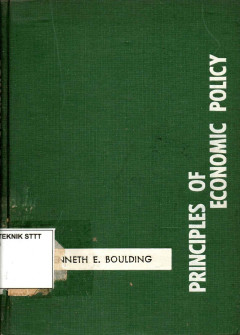 PRINCIPLES OF
ECONOMIC POLICY
TEKNIK STTT
NNETH E. BOULDING